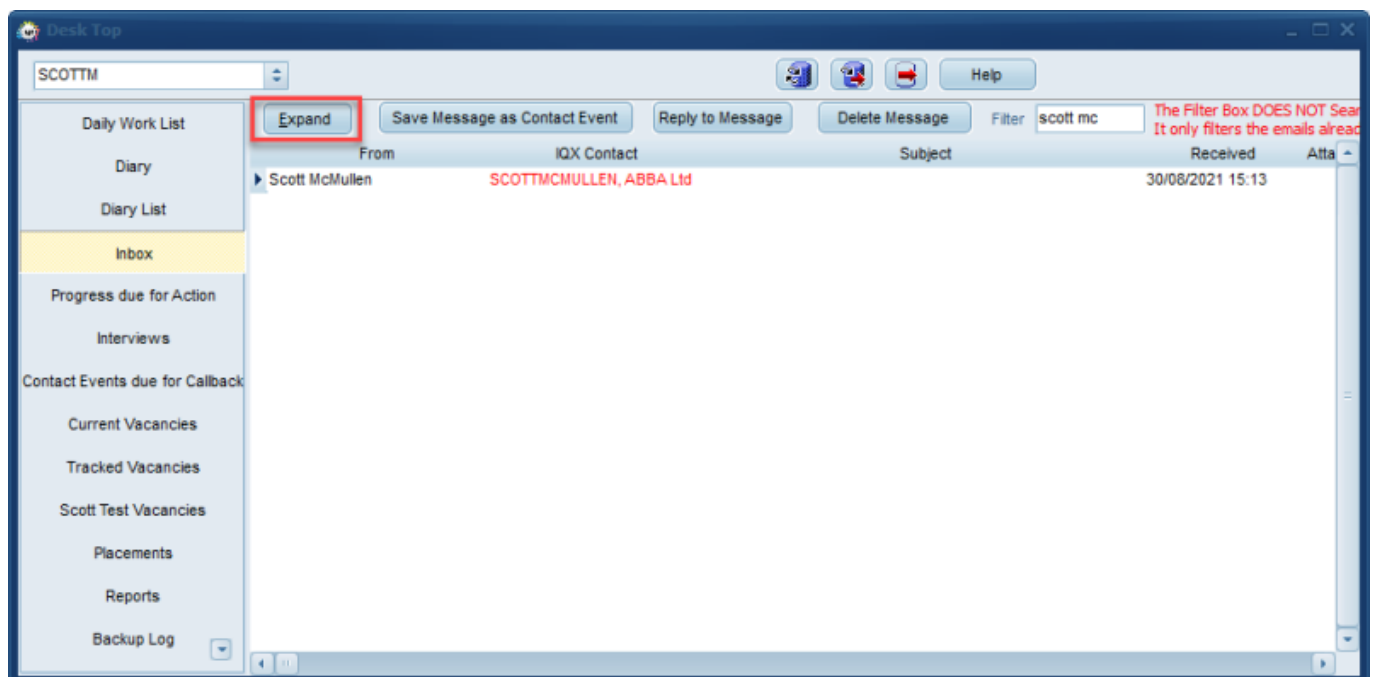 Desk Top
SCOTTM
Help
Expand Save Message as Contact Event Reply to Message Delete Message Filter scott mc
The Filter Box DOES NOT Sear
It only filters the emails alread
From IQX Contact Subject Received Atta
Scott McMullen SCOTTMCMULLEN, ABBA Ltd 30/08/2021 15:13
Daily Work List
Diary
Diary List
Inbox
Progress due for Action
Interviews
Contact Events due for Callback
Current Vacancies
Tracked Vacancies
Scott Test Vacancies
Placements
Reports
Backup Log